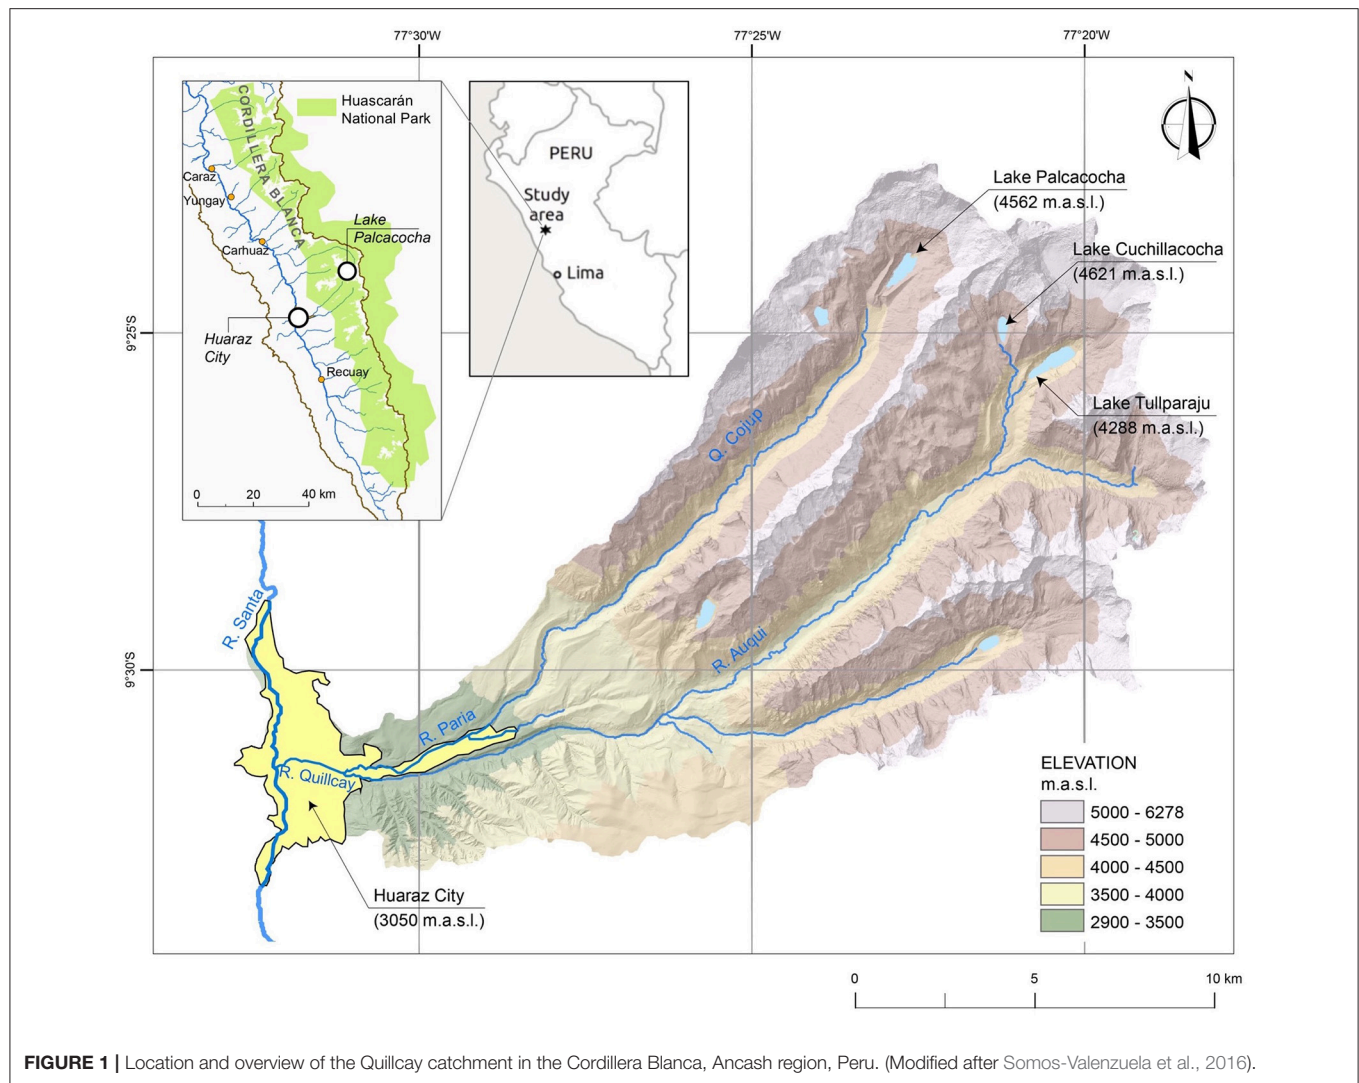 77°30'W
77°25'W
77°20'W
N
CORDILLERA BLANCA
Huascarán
National Park
Caraz
Yungay
Carhuaz
Lake
Palcacocha
Huaraz
City
Recuay
0 20 40 km
PERU
Study
area
Lima
Lake Palcacocha
(4562 m.a.s.l.)
Lake Cuchillacocha
(4621 m.a.s.l.)
9°25'S
Lake Tullparaju
(4288 m.a.s.l.)
Q. Cojup
R. Santa
R. Auqui
9°30'S
R. Paria
R. Quillcay
Huaraz City
(3050 m.a.s.l.)
ELEVATION
m.a.s.l.
5000 - 6278
4500 - 5000
4000 - 4500
3500 - 4000
2900 - 3500
0 5 10 km
FIGURE 1 | Location and overview of the Quillcay catchment in the Cordillera Blanca, Ancash region, Peru. (Modified after Somos-Valenzuela et al., 2016).